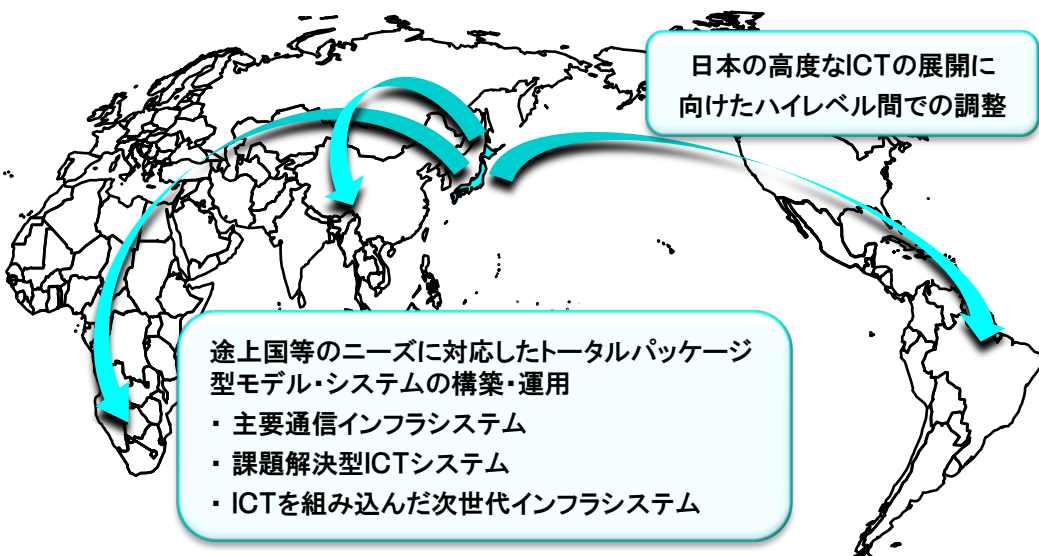 日本の高度なICTの展開に
向けたハイレベル間での調整
途上国等のニーズに対応したトータルパッケージ
型モデル・システムの構築・運用
・ 主要通信インフラシステム
・ 課題解決型ICTシステム
・ ICTを組み込んだ次世代インフラシステム